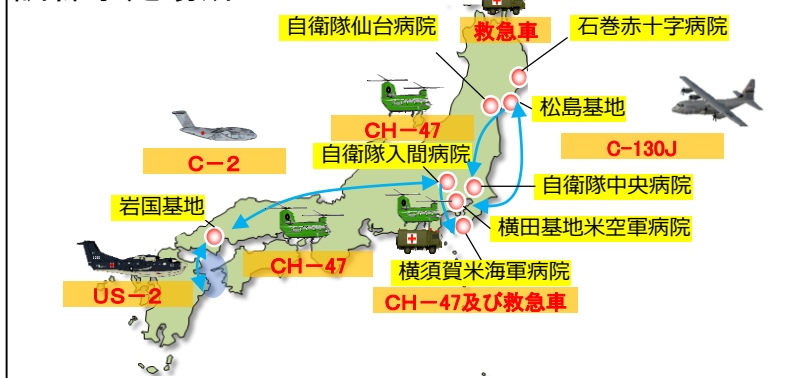 自衛隊仙台病院
救急車
石巻赤十字病院
松島基地
CH-47
C-130J
C-2
自衛隊入間病院
自衛隊中央病院
岩国基地
横田基地米空軍病院
CH-47
横須賀米海軍病院
US-2
CH-47及び救急車